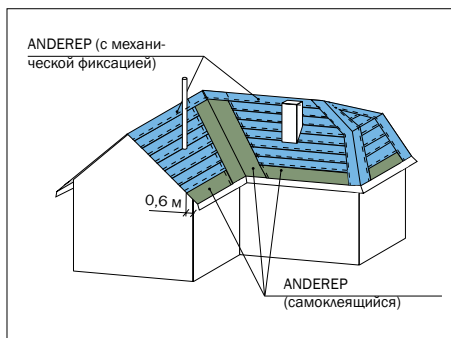 ANDEREP (с механи-
ческой фиксацией)
0,6 м
ANDEREP
(самоклеящийся)